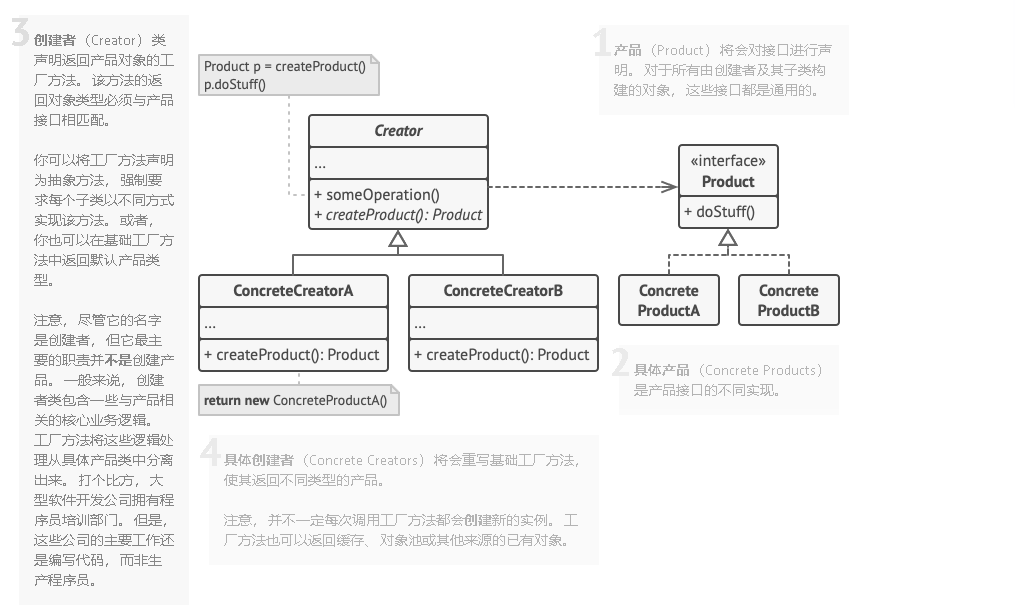 3
创建者 （Creator） 类
声明返回产品对象的工
厂方法。 该方法的返
回对象类型必须与产品
接口相匹配。
你可以将工厂方法声明
为抽象方法， 强制要
求每个子类以不同方式
实现该方法。 或者，
你也可以在基础工厂方
法中返回默认产品类
型。
注意， 尽管它的名字
是创建者， 但它最主
要的职责并不是创建产
品。 一般来说， 创建
者类包含一些与产品相
关的核心业务逻辑。
工厂方法将这些逻辑处
理从具体产品类中分离
出来。 打个比方， 大
型软件开发公司拥有程
序员培训部门。 但是，
这些公司的主要工作还
是编写代码， 而非生
产程序员。
Product p = createProduct()
p.doStuff()
Creator
...
+ someOperation()
+ createProduct(): Product
1
产品 （Product） 将会对接口进行声
明。 对于所有由创建者及其子类构
建的对象， 这些接口都是通用的。
«interface»
Product
+ doStuff()
ConcreteCreatorA
...
+ createProduct(): Product
ConcreteCreatorB
...
+ createProduct(): Product
Concrete
ProductA
Concrete
ProductB
return new ConcreteProductA()
2
具体产品 （Concrete Products）
是产品接口的不同实现。
4
具体创建者 （Concrete Creators） 将会重写基础工厂方法，
使其返回不同类型的产品。
注意， 并不一定每次调用工厂方法都会创建新的实例。 工
厂方法也可以返回缓存、 对象池或其他来源的已有对象。